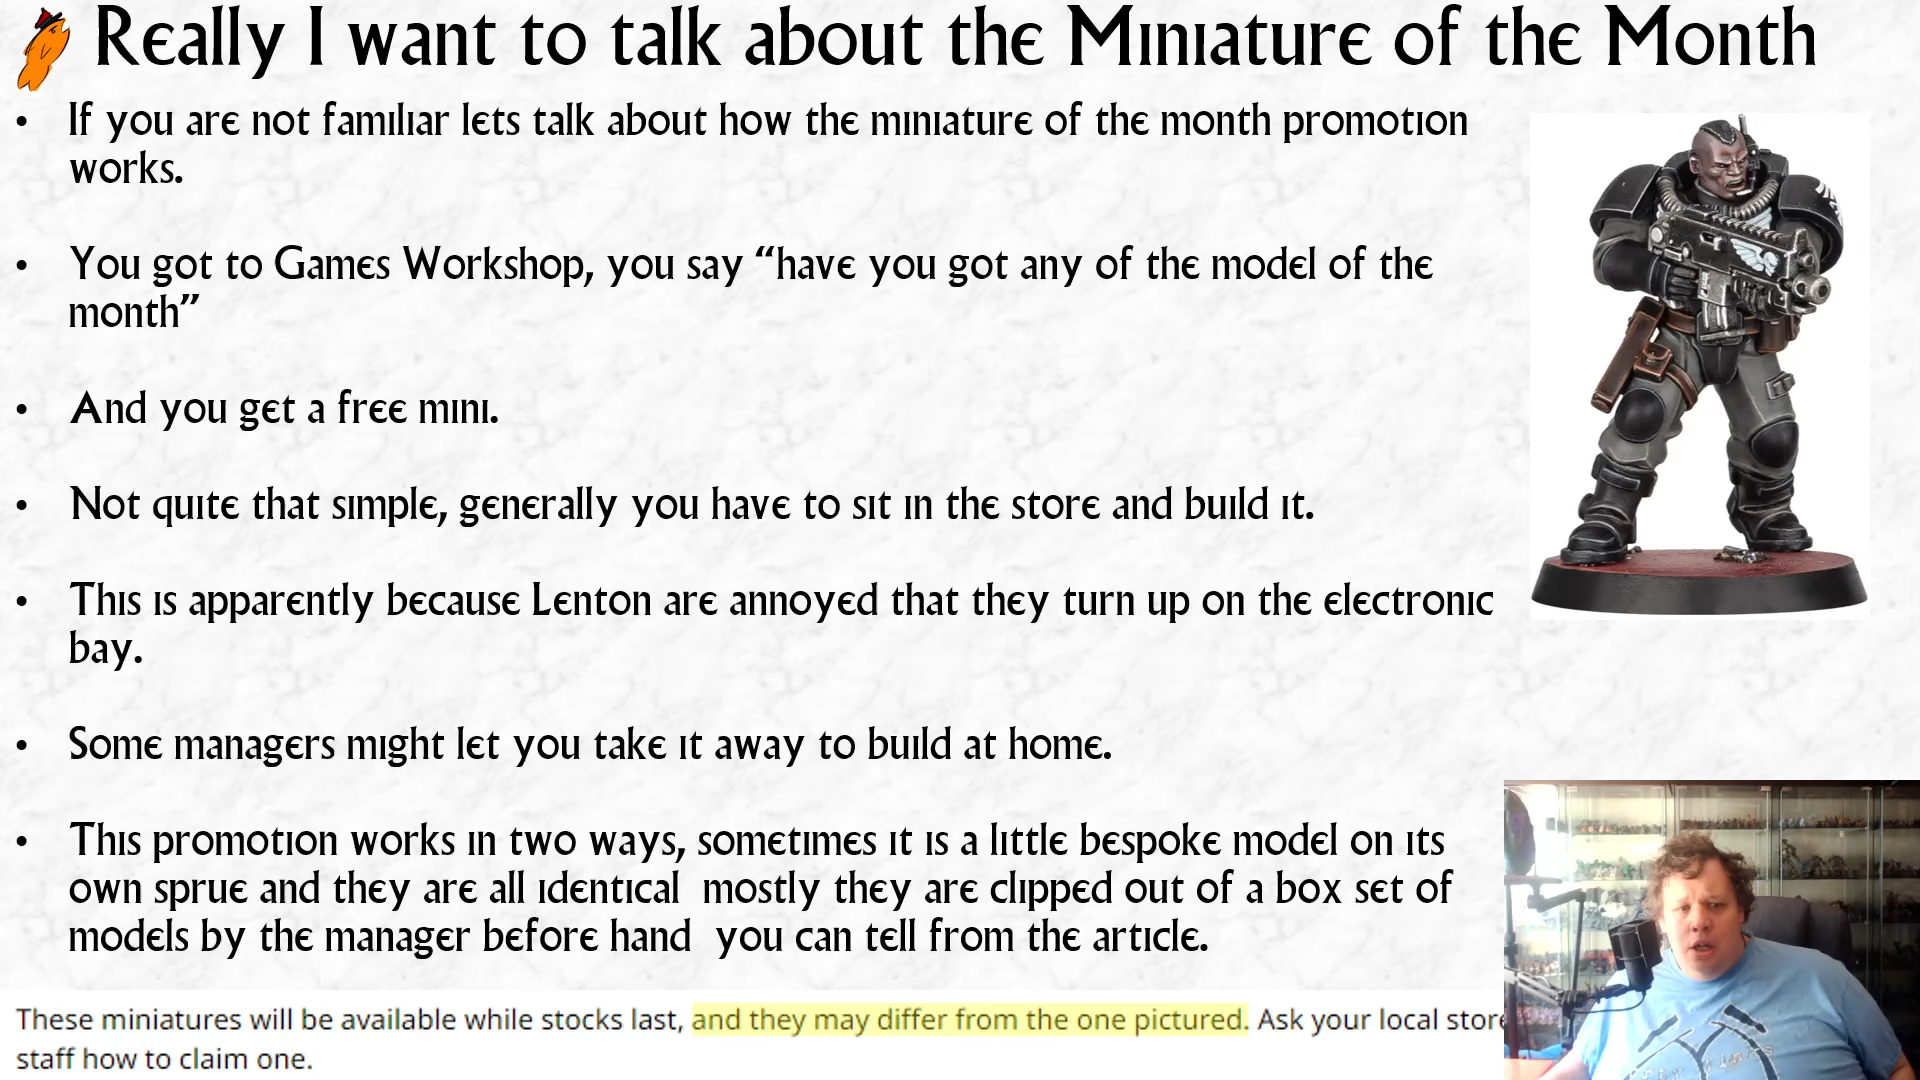 Really I want to talk about the Miniature of the Month
• If you are not familiar lets talk about how the miniature of the month promotion
works.
• You got to Games Workshop, you say “have you got any of the model of the
month”
• And you get a free mini.
• Not quite that simple, generally you have to sit in the store and build it.
• This is apparently because Lenton are annoyed that they turn up on the electronic
bay.
• Some managers might let you take it away to build at home.
• This promotion works in two ways, sometimes it is a little bespoke model on its
own sprue and they are all identical  mostly they are clipped out of a box set of
models by the manager before hand  you can tell from the article.
These miniatures will be available while stocks last, and they may differ from the one pictured. Ask your local store
staff how to claim one.